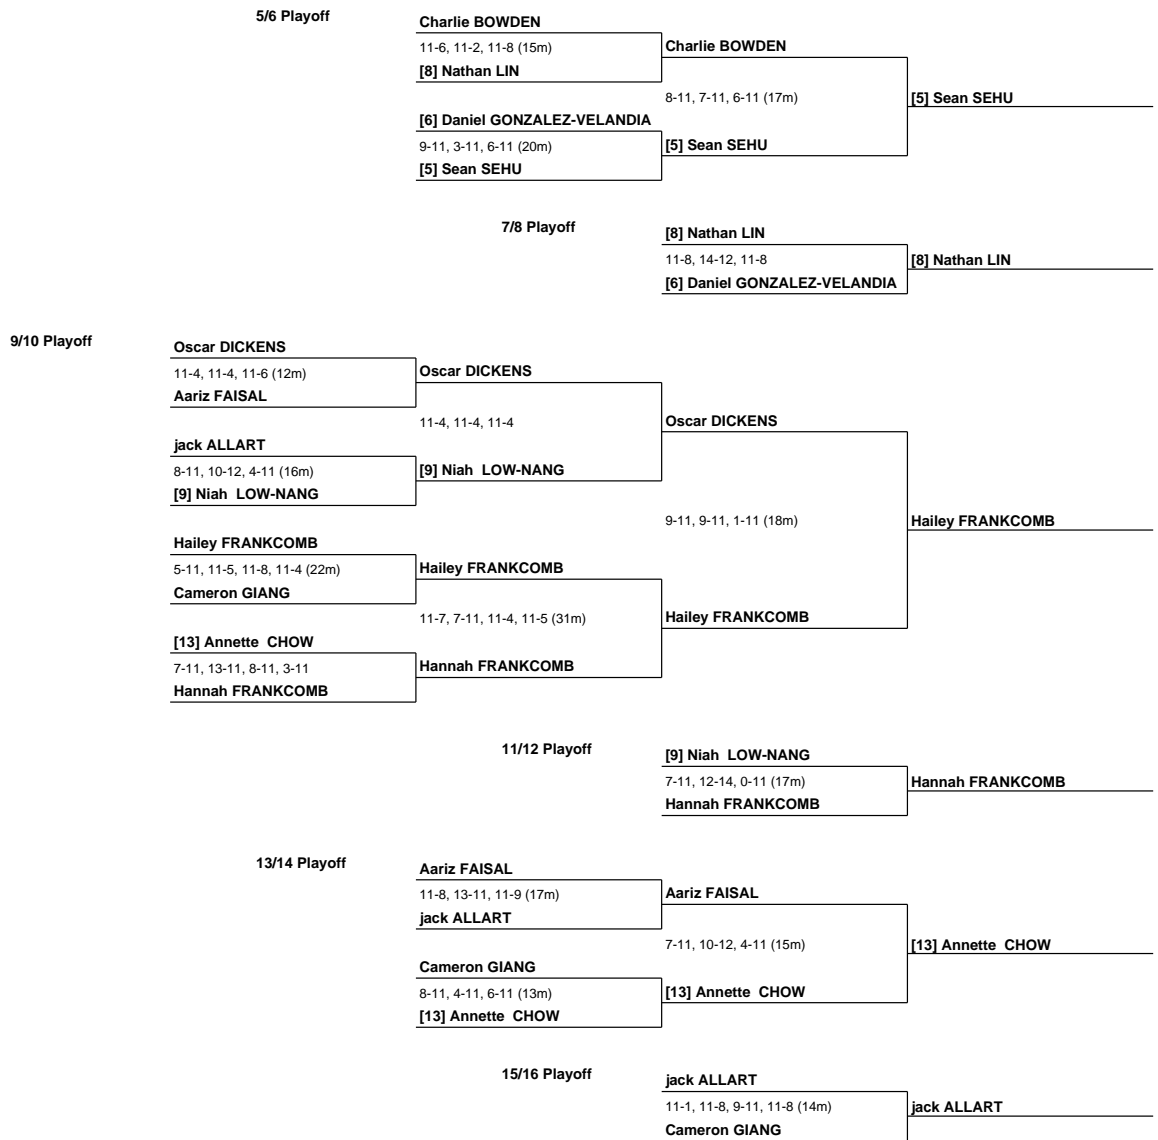 5/6 Playoff
Charlie BOWDEN
11-6, 11-2, 11-8 (15m)
[8] Nathan LIN
Charlie BOWDEN
8-11, 7-11, 6-11 (17m)
[5] Sean SEHU
[6] Daniel GONZALEZ-VELANDIA
9-11, 3-11, 6-11 (20m)
[5] Sean SEHU
[5] Sean SEHU
7/8 Playoff
[8] Nathan LIN
11-8, 14-12, 11-8
[6] Daniel GONZALEZ-VELANDIA
[8] Nathan LIN
9/10 Playoff
Oscar DICKENS
11-4, 11-4, 11-6 (12m)
Aariz FAISAL
Oscar DICKENS
11-4, 11-4, 11-4
Oscar DICKENS
jack ALLART
8-11, 10-12, 4-11 (16m)
[9] Niah  LOW-NANG
[9] Niah  LOW-NANG
9-11, 9-11, 1-11 (18m)
Hailey FRANKCOMB
Hailey FRANKCOMB
5-11, 11-5, 11-8, 11-4 (22m)
Cameron GIANG
Hailey FRANKCOMB
11-7, 7-11, 11-4, 11-5 (31m)
Hailey FRANKCOMB
[13] Annette  CHOW
7-11, 13-11, 8-11, 3-11
Hannah FRANKCOMB
Hannah FRANKCOMB
11/12 Playoff
[9] Niah  LOW-NANG
7-11, 12-14, 0-11 (17m)
Hannah FRANKCOMB
Hannah FRANKCOMB
13/14 Playoff
Aariz FAISAL
11-8, 13-11, 11-9 (17m)
jack ALLART
Aariz FAISAL
7-11, 10-12, 4-11 (15m)
[13] Annette  CHOW
Cameron GIANG
8-11, 4-11, 6-11 (13m)
[13] Annette  CHOW
[13] Annette  CHOW
15/16 Playoff
jack ALLART
11-1, 11-8, 9-11, 11-8 (14m)
Cameron GIANG
jack ALLART